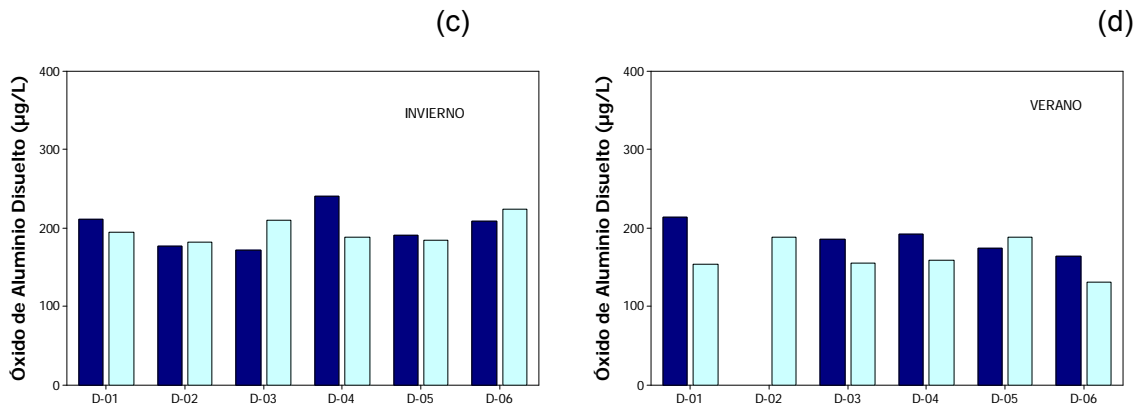 (c)
Óxido de Aluminio Disuelto (µg/L)
400
300
200
100
0
INVIERNO
D-01 D-02 D-03 D-04 D-05 D-06
(d)
Óxido de Aluminio Disuelto (µg/L)
400
300
200
100
0
VERANO
D-01 D-02 D-03 D-04 D-05 D-06